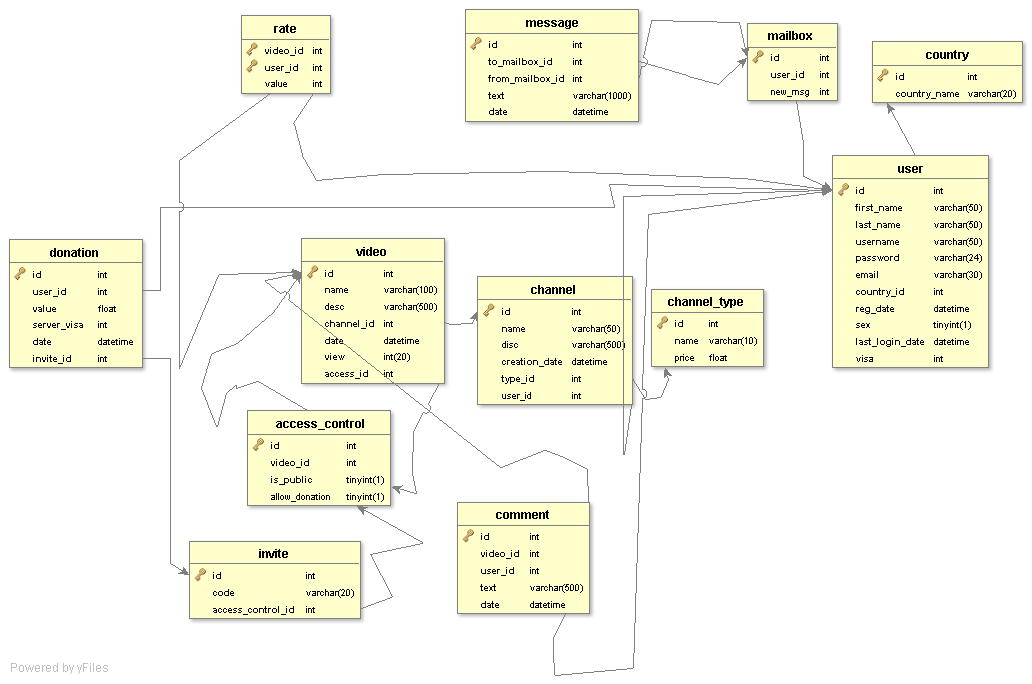 rate
video_id int
user_id int
value int
message
id int
to_mailbox_id int
from_mailbox_id int
text varchar(1000)
date datetime
mailbox
id int
user_id int
new_msg int
country
id int
country_name varchar(20)
user
id int
first_name varchar(50)
last_name varchar(50)
username varchar(50)
password varchar(24)
email varchar(30)
country_id int
reg_date datetime
sex tinyint(1)
last_login_date datetime
visa int
donation
id int
user_id int
value float
server_visa int
date datetime
invite_id int
video
id int
name varchar(100)
desc varchar(500)
channel_id int
date datetime
view int(20)
access_id int
channel
id int
name varchar(50)
disc varchar(500)
creation_date datetime
type_id int
user_id int
channel_type
id int
name varchar(10)
price float
access_control
id int
video_id int
is_public tinyint(1)
allow_donation tinyint(1)
comment
id int
video_id int
user_id int
text varchar(500)
date datetime
invite
id int
code varchar(20)
access_control_id int
Powered by yFiles